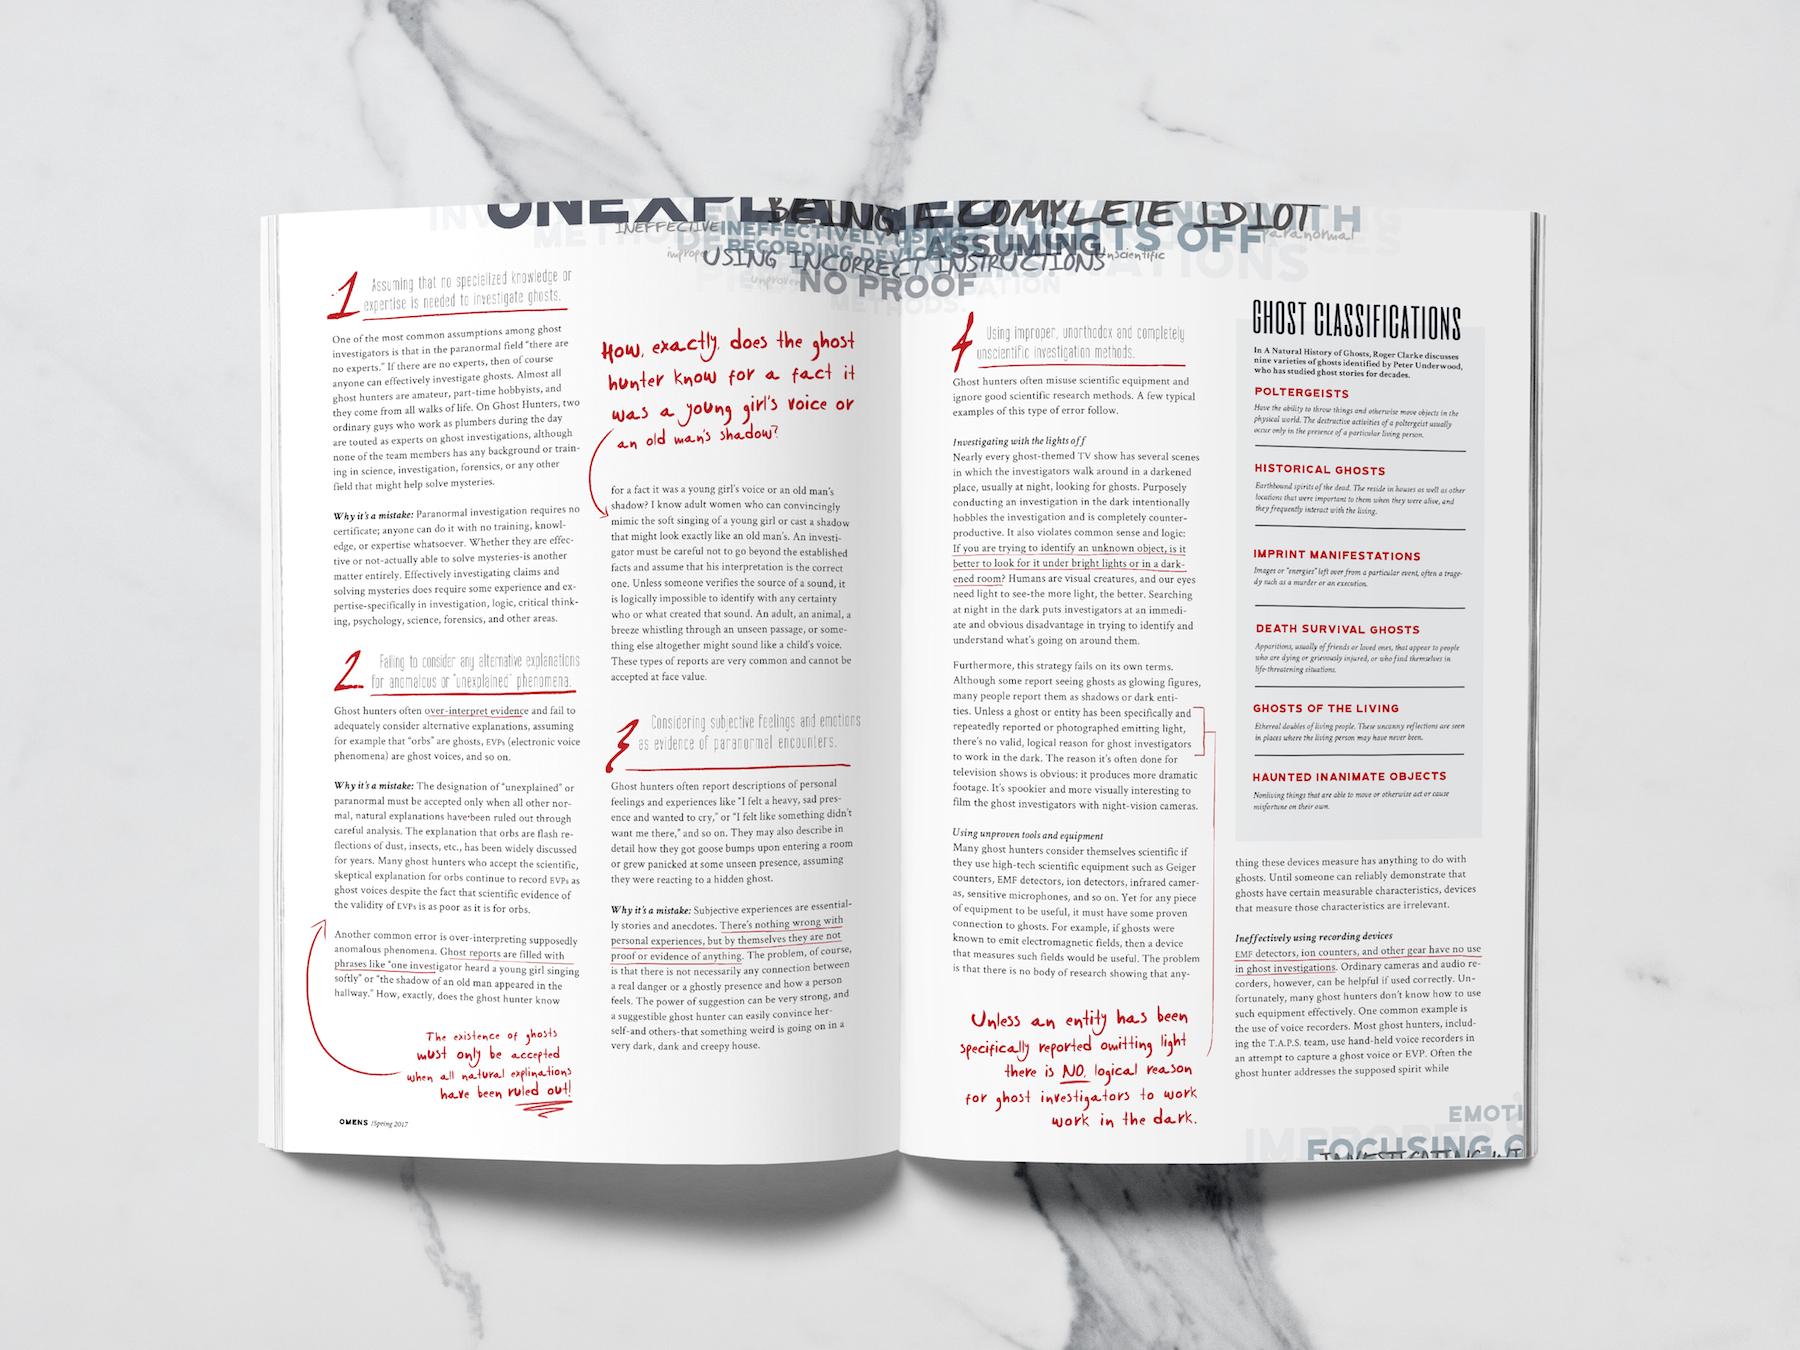 UNEXPLAINED
BEING A COMPLETE IDIOT
INEFFECTIVE
INEFFECTIVELY USING
RECORDING DEVICES
LIGHTS OFF
paranormal
ASSUMING
unscientific
USING INCORRECT INSTRUCTIONS
unproven
NO PROOF
METHODS.
1 Assuming that no specialized knowledge or
expertise is needed to investigate ghosts.
One of the most common assumptions among ghost
investigators is that in the paranormal field "there are
no experts." If there are no experts, then of course
anyone can effectively investigate ghosts. Almost all
ghost hunters are amateur, part-time hobbyists, and
they come from all walks of life. On Ghost Hunters, two
ordinary guys who work as plumbers during the day
are touted as experts on ghost investigations, although
none of the team members has any background or train-
ing in science, investigation, forensics, or any other
field that might help solve mysteries.
Why it's a mistake: Paranormal investigation requires no
certificate; anyone can do it with no training, knowl-
edge, or expertise whatsoever. Whether they are effec-
tive or not-actually able to solve mysteries-is another
matter entirely. Effectively investigating claims and
solving mysteries does require some experience and ex-
pertise-specifically in investigation, logic, critical think-
ing, psychology, science, forensics, and other areas.
2 Failing to consider any alternative explanations
for anomalous or "unexplained" phenomena.
Ghost hunters often over-interpret evidence and fail to
adequately consider alternative explanations, assuming
for example that "orbs" are ghosts, EVPs (electronic voice
phenomena) are ghost voices, and so on.
Why it's a mistake: The designation of "unexplained" or
paranormal must be accepted only when all other nor-
mal, natural explanations have been ruled out through
careful analysis. The explanation that orbs are flash re-
flections of dust, insects, etc., has been widely discussed
for years. Many ghost hunters who accept the scientific,
skeptical explanation for orbs continue to record EVPs as
ghost voices despite the fact that scientific evidence of
the validity of EVPs is as poor as it is for orbs.
Another common error is over-interpreting supposedly
anomalous phenomena. Ghost reports are filled with
phrases like "one investigator heard a young girl singing
softly" or "the shadow of an old man appeared in the
hallway." How, exactly, does the ghost hunter know
The existence of ghosts
must only be accepted
when all natural explinations
have been ruled out!
OMENS /Spring 2017
How, exactly, does the ghost
hunter know for a fact it
was a young girl's voice or
an old man's shadow?
for a fact it was a young girl's voice or an old man's
shadow? I know adult women who can convincingly
mimic the soft singing of a young girl or cast a shadow
that might look exactly like an old man's. An investi-
gator must be careful not to go beyond the established
facts and assume that his interpretation is the correct
one. Unless someone verifies the source of a sound, it
is logically impossible to identify with any certainty
who or what created that sound. An adult, an animal, a
breeze whistling through an unseen passage, or some-
thing else altogether might sound like a child's voice.
These types of reports are very common and cannot be
accepted at face value.
3 Considering subjective feelings and emotions
as evidence of paranormal encounters.
Ghost hunters often report descriptions of personal
feelings and experiences like "I felt a heavy, sad pres-
ence and wanted to cry," or "I felt like something didn't
want me there," and so on. They may also describe in
detail how they got goose bumps upon entering a room
or grew panicked at some unseen presence, assuming
they were reacting to a hidden ghost.
Why it's a mistake: Subjective experiences are essential-
ly stories and anecdotes. There's nothing wrong with
personal experiences, but by themselves they are not
proof or evidence of anything. The problem, of course,
is that there is not necessarily any connection between
a real danger or a ghostly presence and how a person
feels. The power of suggestion can be very strong, and
a suggestible ghost hunter can easily convince her-
self-and others-that something weird is going on in a
very dark, dank and creepy house.
4 Using improper, unorthodox and completely
unscientific investigation methods.
Ghost hunters often misuse scientific equipment and
ignore good scientific research methods. A few typical
examples of this type of error follow.
Investigating with the lights off
Nearly every ghost-themed TV show has several scenes
in which the investigators walk around in a darkened
place, usually at night, looking for ghosts. Purposely
conducting an investigation in the dark intentionally
hobbles the investigation and is completely counter-
productive. It also violates common sense and logic:
If you are trying to identify an unknown object, is it
better to look for it under bright lights or in a dark-
ened room? Humans are visual creatures, and our eyes
need light to see-the more light, the better. Searching
at night in the dark puts investigators at an immedi-
ate and obvious disadvantage in trying to identify and
understand what's going on around them.
Furthermore, this strategy fails on its own terms.
Although some report seeing ghosts as glowing figures,
many people report them as shadows or dark enti-
ties. Unless a ghost or entity has been specifically and
repeatedly reported or photographed emitting light,
there's no valid, logical reason for ghost investigators
to work in the dark. The reason it's often done for
television shows is obvious: it produces more dramatic
footage. It's spookier and more visually interesting to
film the ghost investigators with night-vision cameras.
Using unproven tools and equipment
Many ghost hunters consider themselves scientific if
they use high-tech scientific equipment such as Geiger
counters, EMF detectors, ion detectors, infrared camer-
as, sensitive microphones, and so on. Yet for any piece
of equipment to be useful, it must have some proven
connection to ghosts. For example, if ghosts were
known to emit electromagnetic fields, then a device
that measures such fields would be useful. The problem
is that there is no body of research showing that any-
Unless an entity has been
specifically reported omitting light
there is NO, logical reason
for ghost investigators to work
work in the dark.
GHOST CLASSIFICATIONS
In A Natural History of Ghosts, Roger Clarke discusses
nine varieties of ghosts identified by Peter Underwood,
who has studied ghost stories for decades.
POLTERGEISTS
Have the ability to throw things and otherwise move objects in the
physical world. The destructive activities of a poltergeist usually
occur only in the presence of a particular living person.
HISTORICAL GHOSTS
Earthbound spirits of the dead. The reside in houses as well as other
locations that were important to them when they were alive, and
they frequently interact with the living.
IMPRINT MANIFESTATIONS
Images or "energies" left over from a particular event, often a trage-
dy such as a murder or an execution.
DEATH SURVIVAL GHOSTS
Apparitions, usually of friends or loved ones, that appear to people
who are dying or grievously injured, or who find themselves in
life-threatening situations.
GHOSTS OF THE LIVING
Ethereal doubles of living people. These uncanny reflections are seen
in places where the living person may have never been.
HAUNTED INANIMATE OBJECTS
Nonliving things that are able to move or otherwise act or cause
misfortune on their own.
thing these devices measure has anything to do with
ghosts. Until someone can reliably demonstrate that
ghosts have certain measurable characteristics, devices
that measure those characteristics are irrelevant.
Ineffectively using recording devices
EMF detectors, ion counters, and other gear have no use
in ghost investigations. Ordinary cameras and audio re-
corders, however, can be helpful if used correctly. Un-
fortunately, many ghost hunters don't know how to use
such equipment effectively. One common example is
the use of voice recorders. Most ghost hunters, includ-
ing the T.A.P.S. team, use hand-held voice recorders in
an attempt to capture a ghost voice or EVP. Often the
ghost hunter addresses the supposed spirit while
EMOTI
FOCUSING O